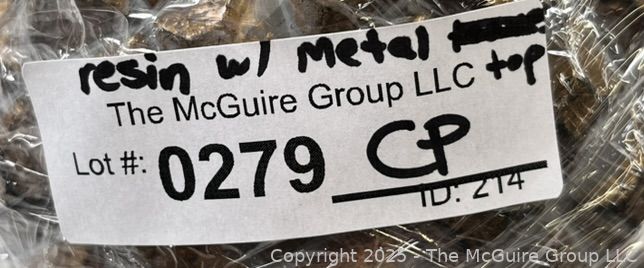 resin w/ metal
top
The McGuire Group LLC
Lot #: 0279 CP
ID: 214
Copyright 2025 - The McGuire Group LLC